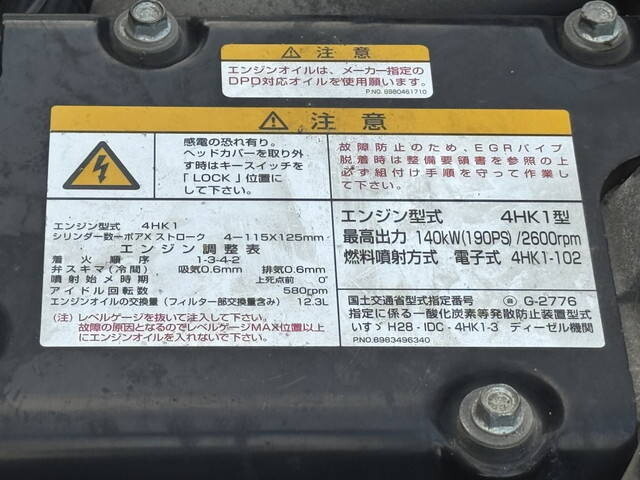 注意
エンジンオイルは、メーカー指定の
DPD対応オイルを使用願います。
P.NO. 8980461710
注意
感電の恐れ有り。
ヘッドカバーを取り外
す時はキースイッチを
「LOCK」位置に
して下さい。
故障防止のため、EGRパイプ
脱着時は整備要領書を参照の上
必ず組付け手順を守って作業し
て下さい。
エンジン型式 4HK1
シリンダー数ーボアXストローク 4-115X125mm
エンジン調整表
着火順序 1-3-4-2
弁スキマ(冷間) 吸気0.6mm 排気0.6mm
噴射始メ時期 上死点前 0°
アイドル回転数 580rpm
エンジンオイルの交換量(フィルター部交換量含み) 12.3L
(注)レベルゲージを抜いて注入して下さい。
故障の原因となるのでレベルゲージMAX位置以上
にエンジンオイルを入れないで下さい。
エンジン型式 4HK1型
最高出力 140kW(190PS)/2600rpm
燃料噴射方式 電子式 4HK1-102
国土交通省型式指定番号 G-2776
指定に係る一酸化炭素等発散防止装置型式
いすゞ H28-IDC-4HK1-3 ディーゼル機関
P.NO.8983496340